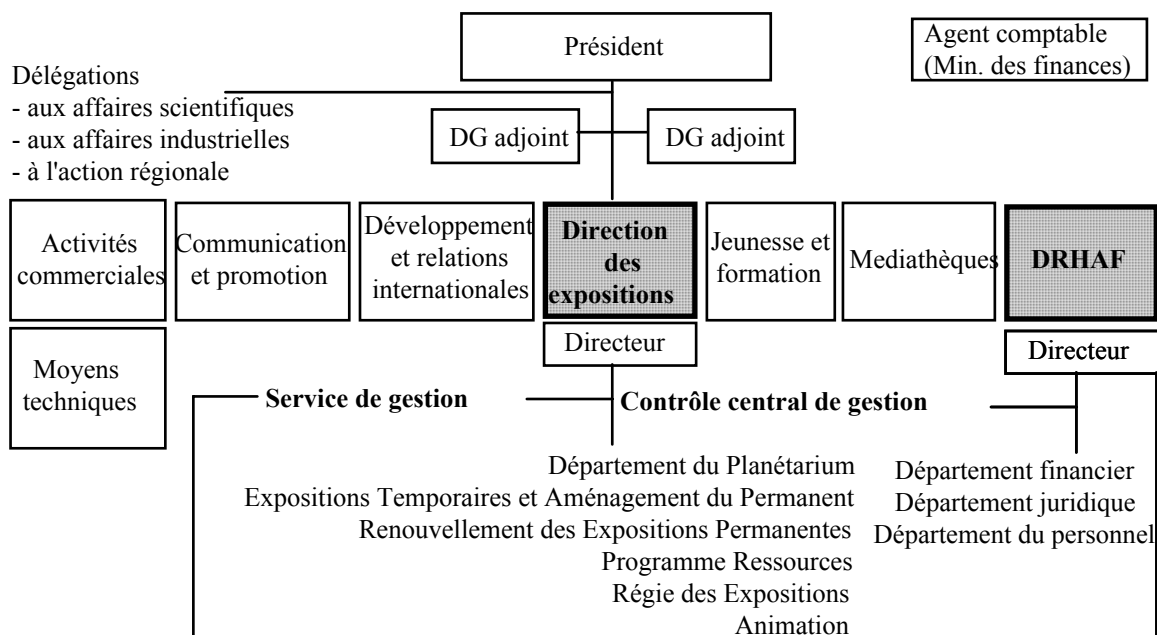 Président
Agent comptable
(Min. des finances)
Délégations
- aux affaires scientifiques
- aux affaires industrielles
- à l'action régionale
DG adjoint
DG adjoint
Activités
commerciales
Communication
et promotion
Développement
et relations
internationales
Direction
des
expositions
Jeunesse et
formation
Mediathèques
DRHAF
Moyens
techniques
Directeur
Directeur
Service de gestion
Contrôle central de gestion
Département du Planétarium
Expositions Temporaires et Aménagement du Permanent
Renouvellement des Expositions Permanentes
Programme Ressources
Régie des Expositions
Animation
Département financier
Département juridique
Département du personnel